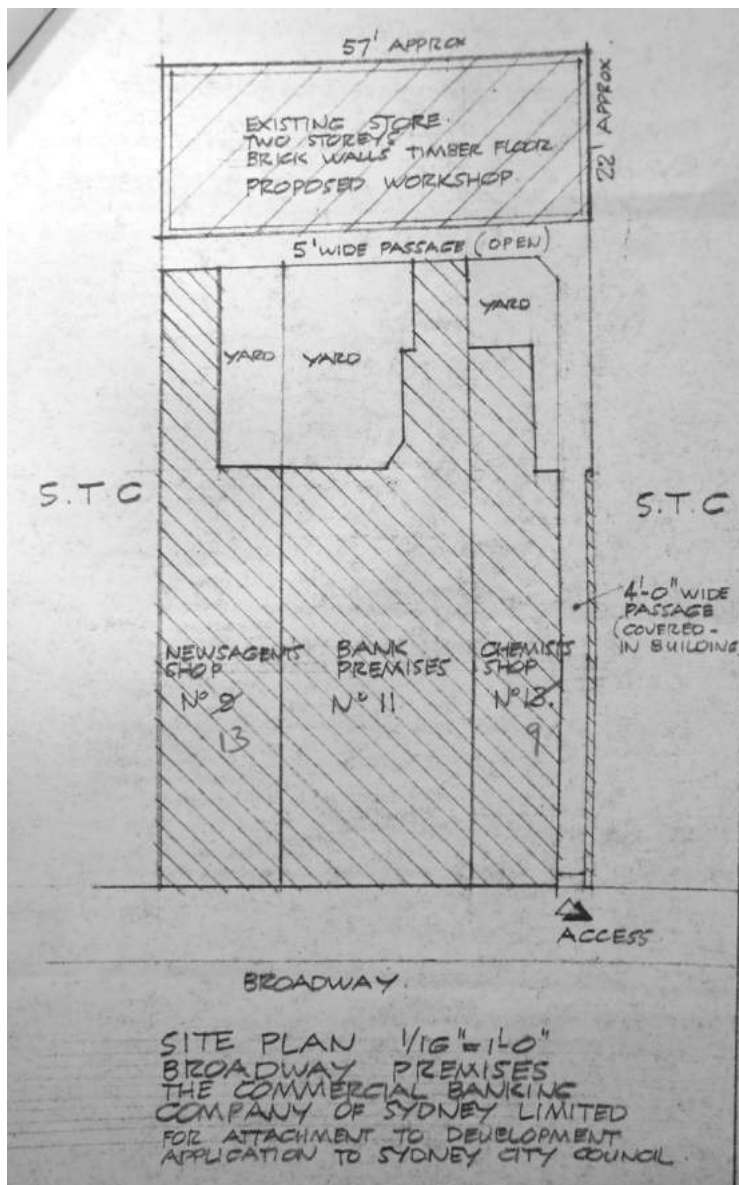 57' APPROX
22' APPROX.
EXISTING STORE.
TWO STOREYS
BRICK WALLS TIMBER FLOOR
PROPOSED WORKSHOP.
5' WIDE PASSAGE (OPEN)
YARD
YARD
YARD
S.T.C
S.T.C
4'-0" WIDE
PASSAGE
(COVERED-
IN BUILDING
NEWSAGENTS
SHOP
Nº 9
13
BANK
PREMISES
Nº 11
CHEMISTS
SHOP
Nº 13.
9
ACCESS.
BROADWAY.
SITE PLAN 1/16"=1'-0"
BROADWAY PREMISES
THE COMMERCIAL BANKING
COMPANY OF SYDNEY LIMITED
FOR ATTACHMENT TO DEVELOPMENT
APPLICATION TO SYDNEY CITY COUNCIL.